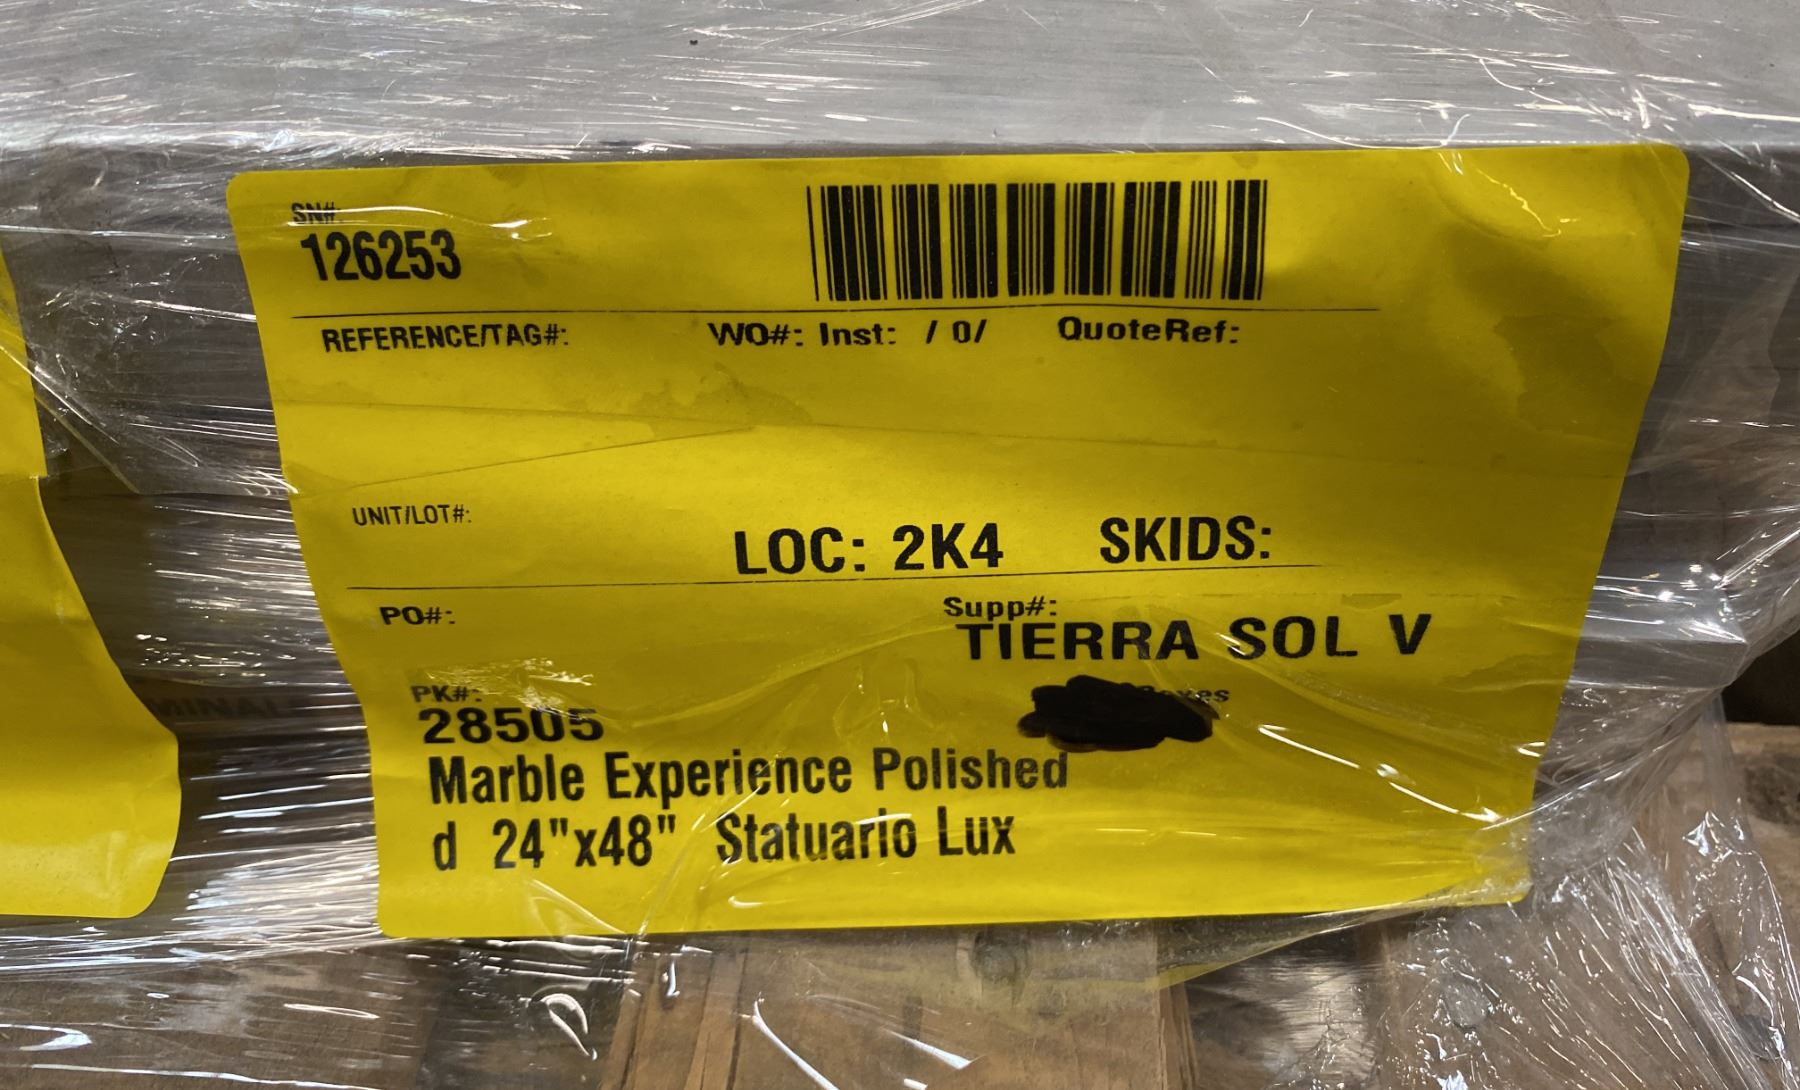 SN#
126253
REFERENCE/TAG#: WO#: Inst: / 0/ QuoteRef:
UNIT/LOT#:
LOC: 2K4 SKIDS:
PO#: Supp#:
TIERRA SOL V
PK#: Boxes
28505
Marble Experience Polished
d 24"x48" Statuario Lux